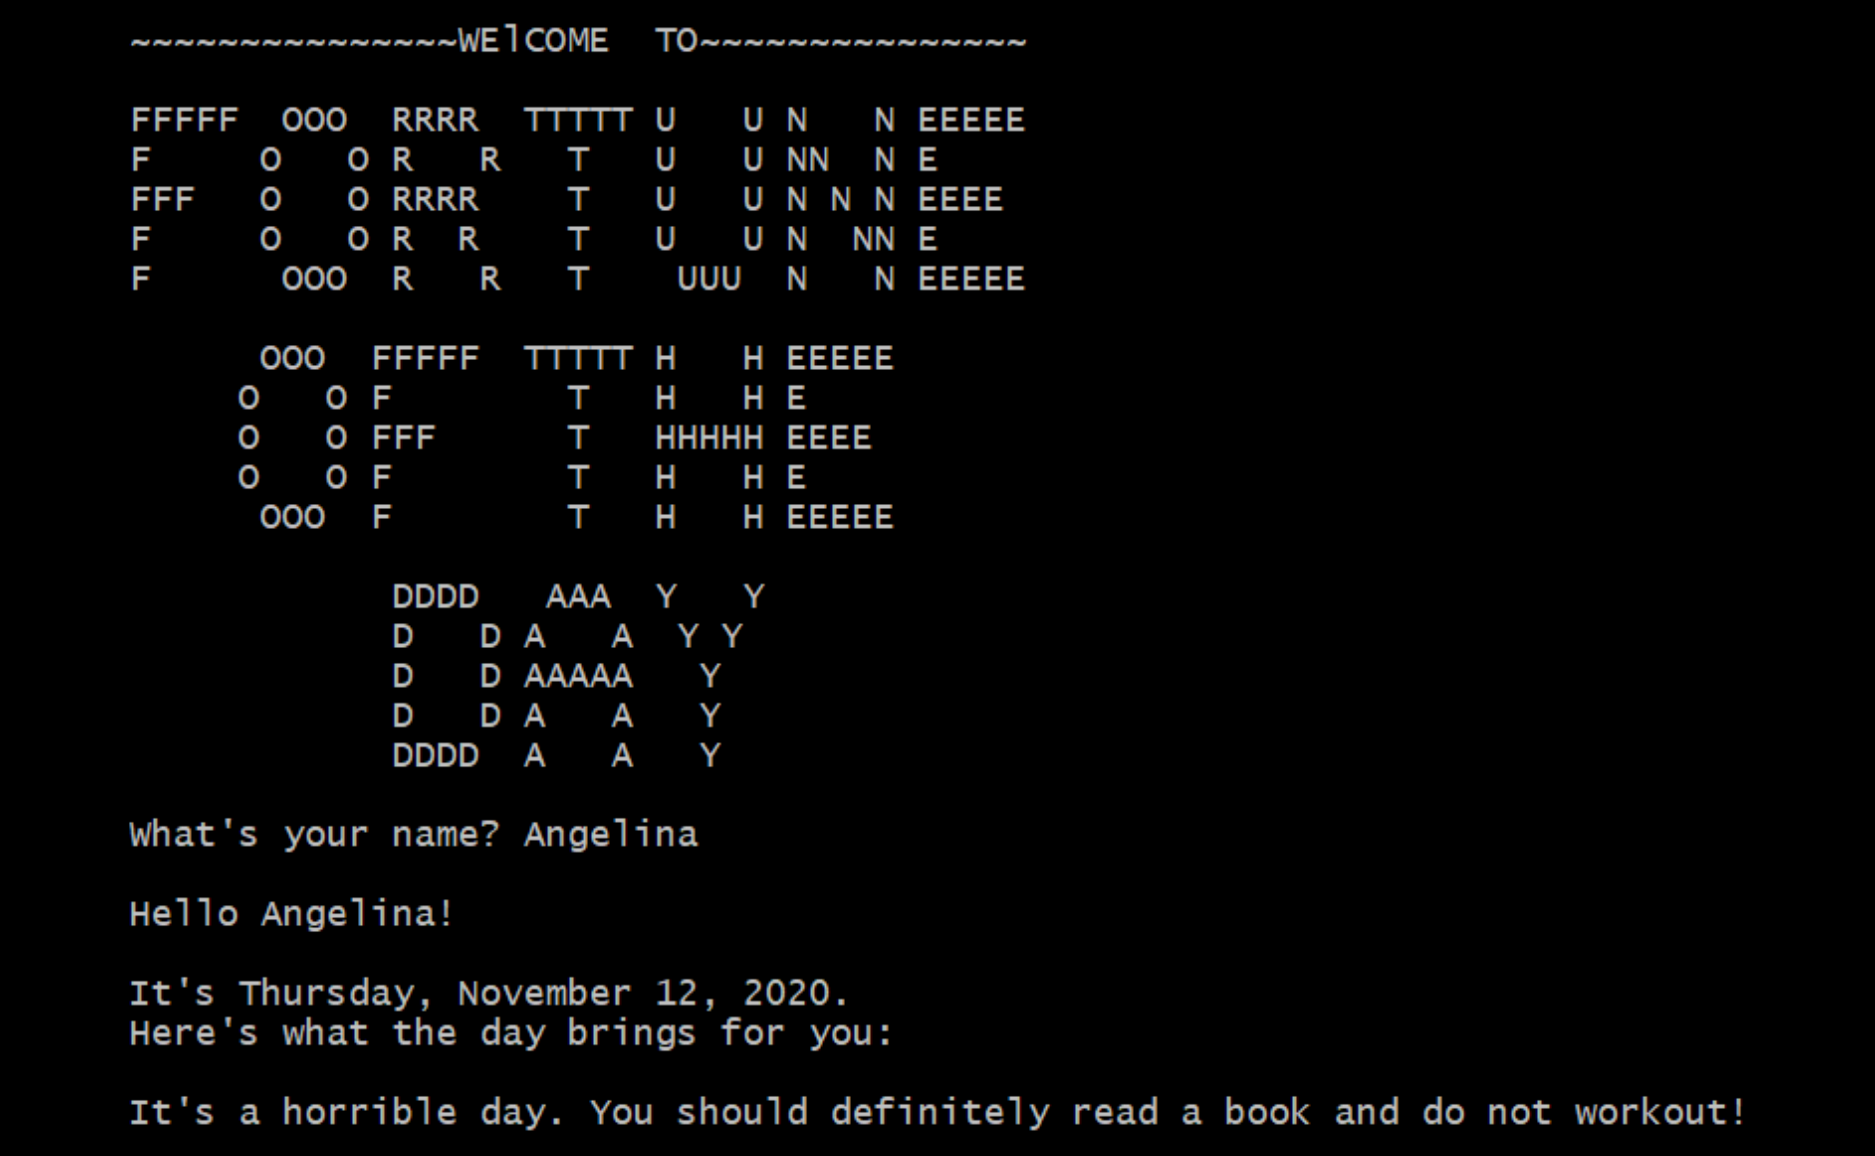 ~~~~~~~~~~~~~~~WElCOME  TO~~~~~~~~~~~~~~~

FFFFF  OOO  RRRR  TTTTT U   U N   N EEEEE
F     O   O R   R   T   U   U NN  N E
FFF   O   O RRRR    T   U   U N N N EEEE
F     O   O R  R    T   U   U N  NN E
F      OOO  R   R   T    UUU  N   N EEEEE

      OOO  FFFFF  TTTTT H   H EEEEE
     O   O F        T   H   H E
     O   O FFF      T   HHHHH EEEE
     O   O F        T   H   H E
      OOO  F        T   H   H EEEEE

            DDDD   AAA  Y   Y
            D   D A   A  Y Y
            D   D AAAAA   Y
            D   D A   A   Y
            DDDD  A   A   Y

What's your name? Angelina

Hello Angelina!

It's Thursday, November 12, 2020.
Here's what the day brings for you:

It's a horrible day. You should definitely read a book and do not workout!